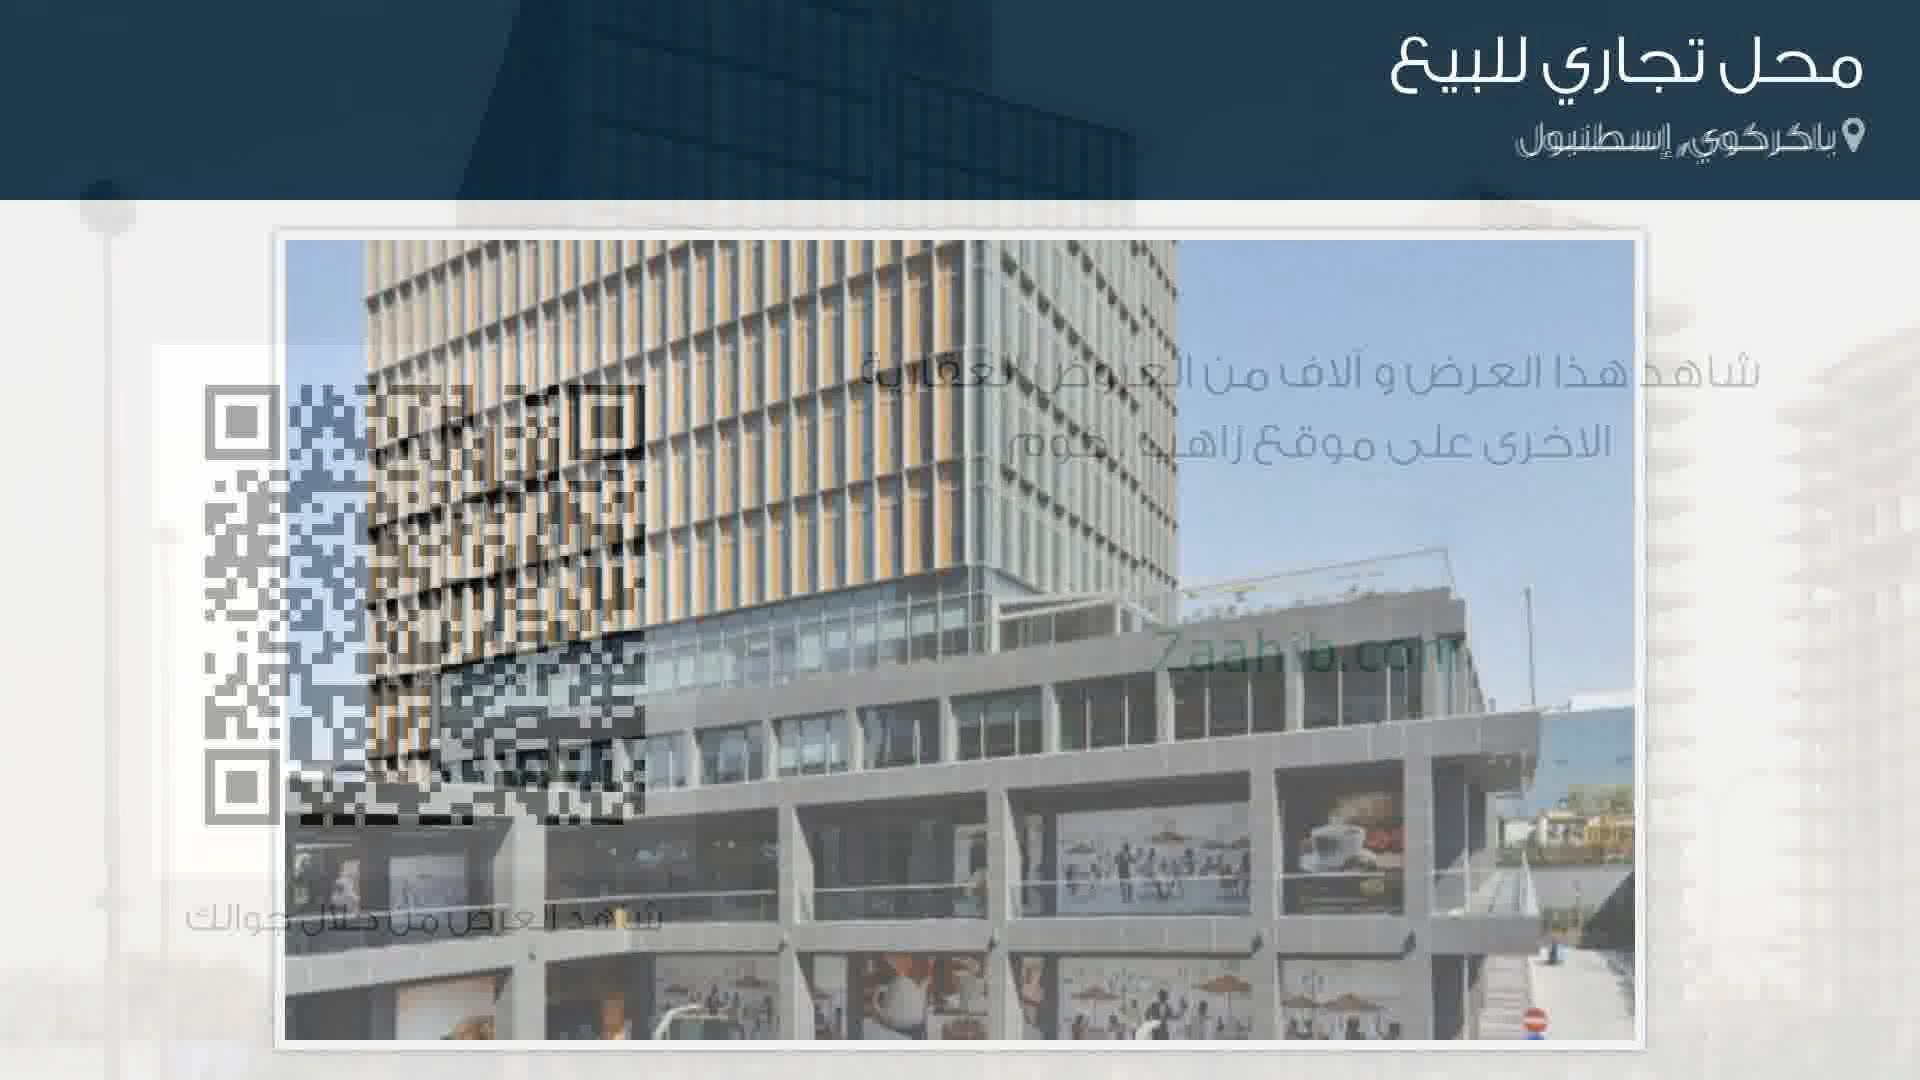 محل تجاري للبيع
باكركوي, إسطنبول
شاهد هذا العرض و آلاف من العروض العقارية
الاخرى على موقع زاهب . كوم
Zaahib.com
شاهد العرض من خلال جوالك